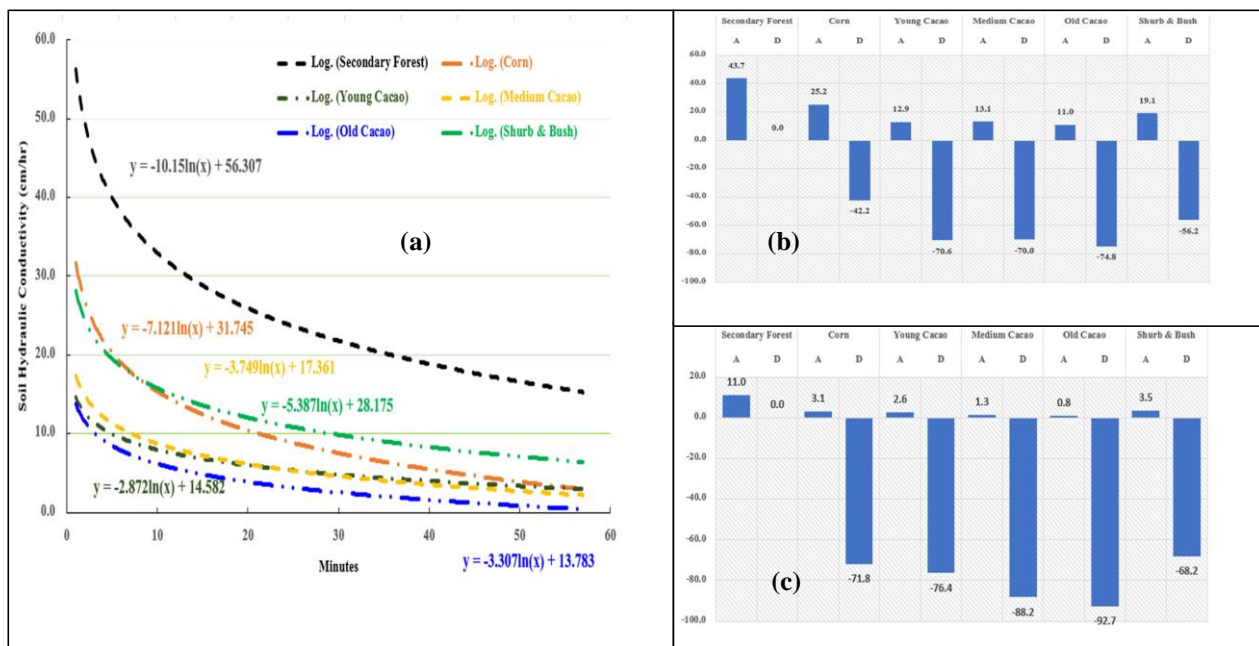 Soil Hydraulic Conductivity (cm/hr)
60.0
50.0
40.0
30.0
20.0
10.0
0.0
Log. (Secondary Forest) Log. (Corn)
Log. (Young Cacao) Log. (Medium Cacao)
Log. (Old Cacao) Log. (Shurb & Bush)
y = -10.15ln(x) + 56.307
(a)
y = -7.121ln(x) + 31.745
y = -3.749ln(x) + 17.361
y = -5.387ln(x) + 28.175
y = -2.872ln(x) + 14.582
0 10 20 30 40 50 60
Minutes
y = -3.307ln(x) + 13.783
Secondary Forest Corn Young Cacao Medium Cacao Old Cacao Shurb & Bush
A D A D A D A D A D A D
60.0
20.0
0.0
-20.0
-60.0
-80.0
-100.0
43.7 0.0 25.2 -42.2 12.9 -70.6 13.1 -70.0 11.0 -74.8 19.1 -56.2
(b)
Secondary Forest Corn Young Cacao Medium Cacao Old Cacao Shurb & Bush
A D A D A D A D A D A D
20.0
0.0
-20.0
-40.0
-60.0
-80.0
-100.0
11.0 0.0 3.1 -71.8 2.6 -76.4 1.3 -88.2 0.8 -92.7 3.5 -68.2
(c)